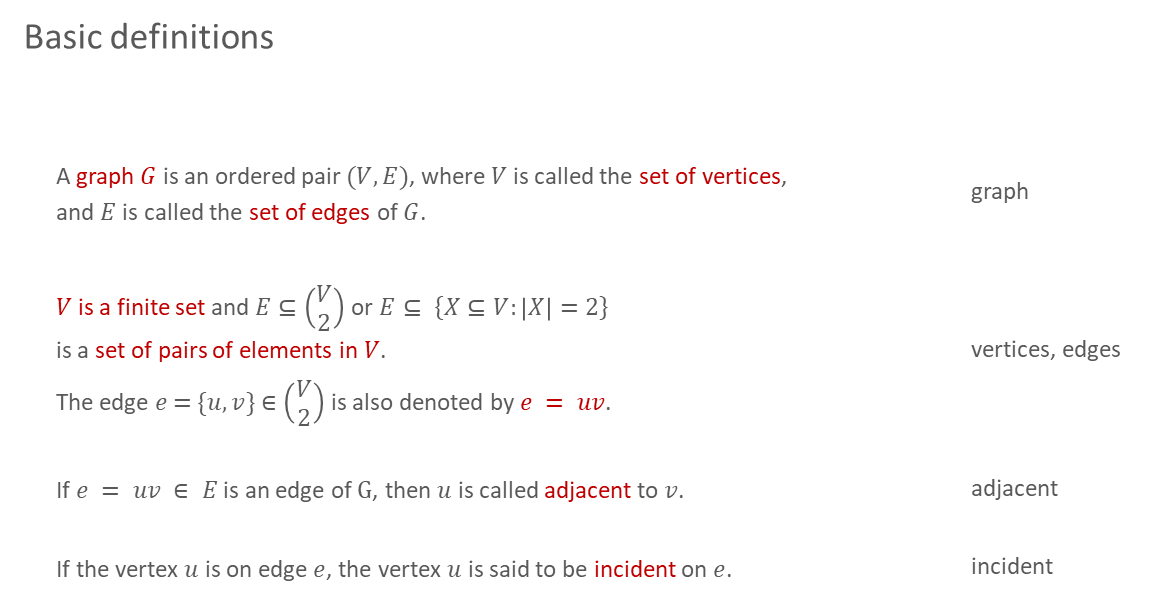 Basic definitions
A graph G is an ordered pair (V, E), where V is called the set of vertices,
and E is called the set of edges of G.
graph
V is a finite set and E ⊆ (V 2) or E ⊆ {X ⊆ V:|X| = 2}
is a set of pairs of elements in V.
vertices, edges
The edge e = {u, v} ∈ (V 2) is also denoted by e = uv.
If e = uv ∈ E is an edge of G, then u is called adjacent to v.
adjacent
If the vertex u is on edge e, the vertex u is said to be incident on e.
incident